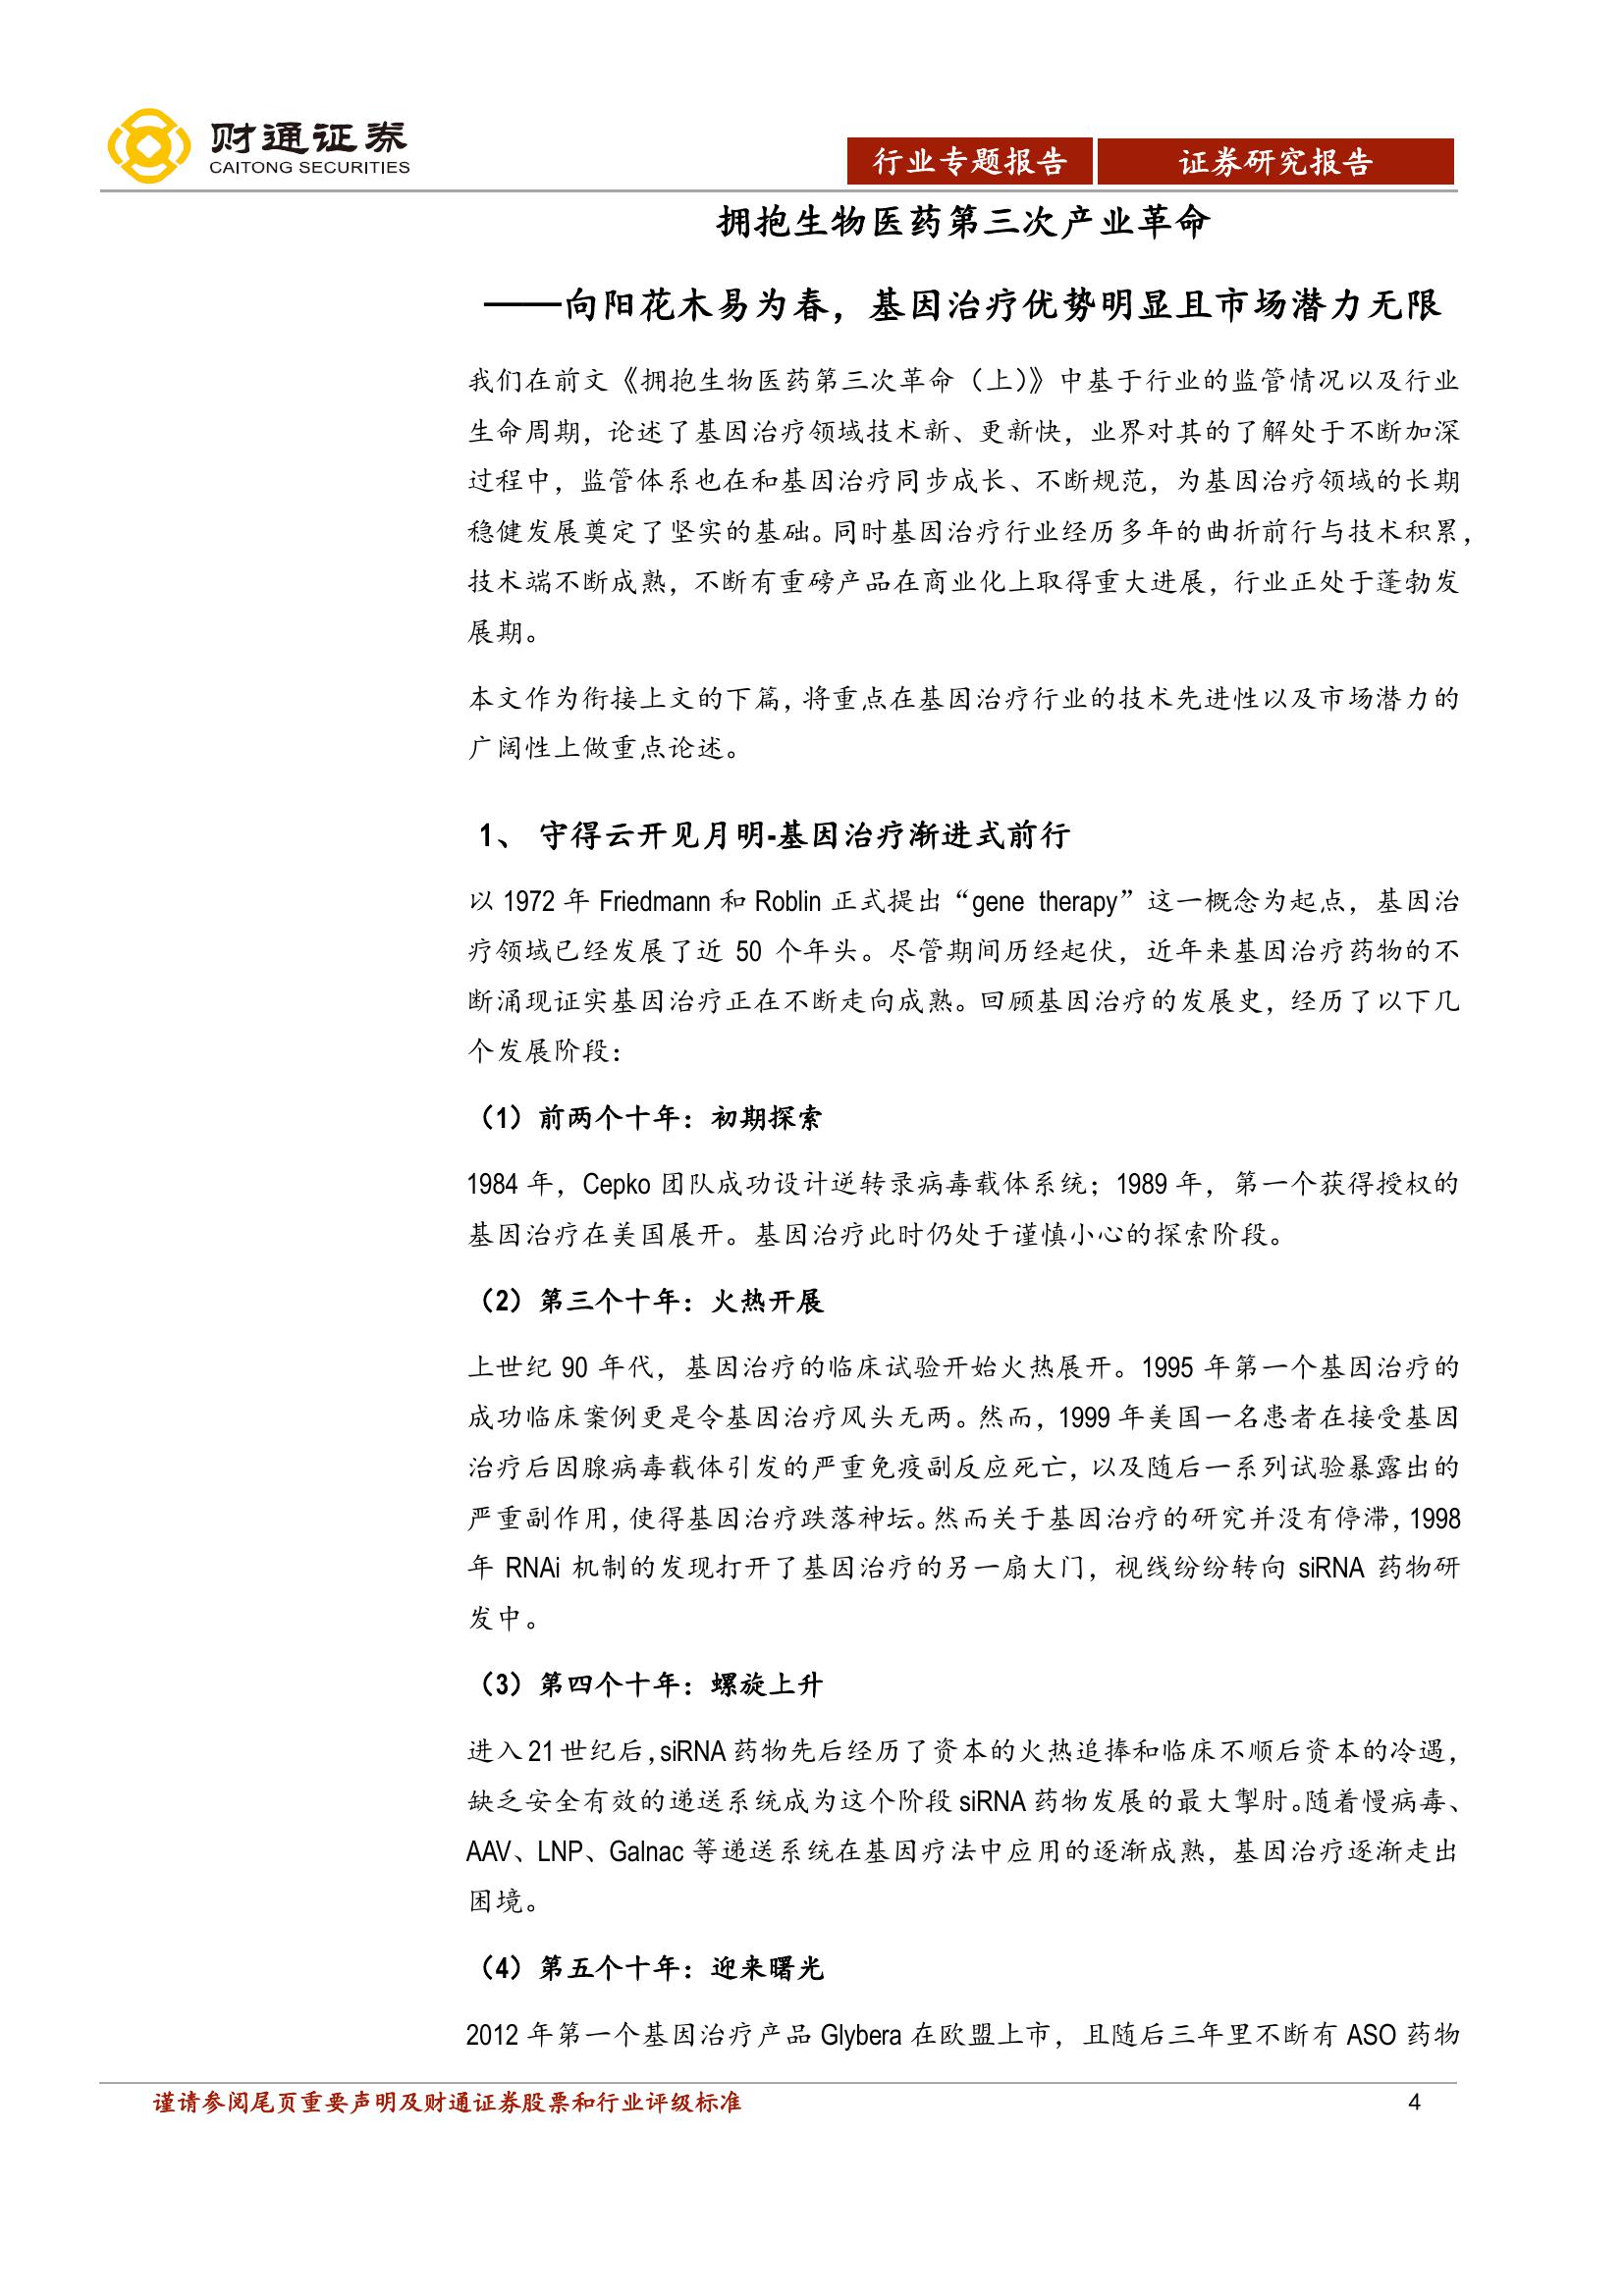 财通证券
CAITONG SECURITIES
行业专题报告 证券研究报告
拥抱生物医药第三次产业革命
——向阳花木易为春，基因治疗优势明显且市场潜力无限
我们在前文《拥抱生物医药第三次革命（上）》中基于行业的监管情况以及行业
生命周期，论述了基因治疗领域技术新、更新快，业界对其的了解处于不断加深
过程中，监管体系也在和基因治疗同步成长、不断规范，为基因治疗领域的长期
稳健发展奠定了坚实的基础。同时基因治疗行业经历多年的曲折前行与技术积累，
技术端不断成熟，不断有重磅产品在商业化上取得重大进展，行业正处于蓬勃发
展期。
本文作为衔接上文的下篇，将重点在基因治疗行业的技术先进性以及市场潜力的
广阔性上做重点论述。
1、 守得云开见月明-基因治疗渐进式前行
以 1972 年 Friedmann 和 Roblin 正式提出“gene therapy”这一概念为起点，基因治
疗领域已经发展了近 50 个年头。尽管期间历经起伏，近年来基因治疗药物的不
断涌现证实基因治疗正在不断走向成熟。回顾基因治疗的发展史，经历了以下几
个发展阶段：
（1）前两个十年：初期探索
1984 年，Cepko 团队成功设计逆转录病毒载体系统；1989 年，第一个获得授权的
基因治疗在美国展开。基因治疗此时仍处于谨慎小心的探索阶段。
（2）第三个十年：火热开展
上世纪 90 年代，基因治疗的临床试验开始火热展开。1995 年第一个基因治疗的
成功临床案例更是令基因治疗风头无两。然而，1999 年美国一名患者在接受基因
治疗后因腺病毒载体引发的严重免疫副反应死亡，以及随后一系列试验暴露出的
严重副作用，使得基因治疗跌落神坛。然而关于基因治疗的研究并没有停滞，1998
年 RNAi 机制的发现打开了基因治疗的另一扇大门，视线纷纷转向 siRNA 药物研
发中。
（3）第四个十年：螺旋上升
进入 21 世纪后，siRNA 药物先后经历了资本的火热追捧和临床不顺后资本的冷遇，
缺乏安全有效的递送系统成为这个阶段 siRNA 药物发展的最大掣肘。随着慢病毒、
AAV、LNP、Galnac 等递送系统在基因疗法中应用的逐渐成熟，基因治疗逐渐走出
困境。
（4）第五个十年：迎来曙光
2012 年第一个基因治疗产品 Glybera 在欧盟上市，且随后三年里不断有 ASO 药物
谨请参阅尾页重要声明及财通证券股票和行业评级标准 4